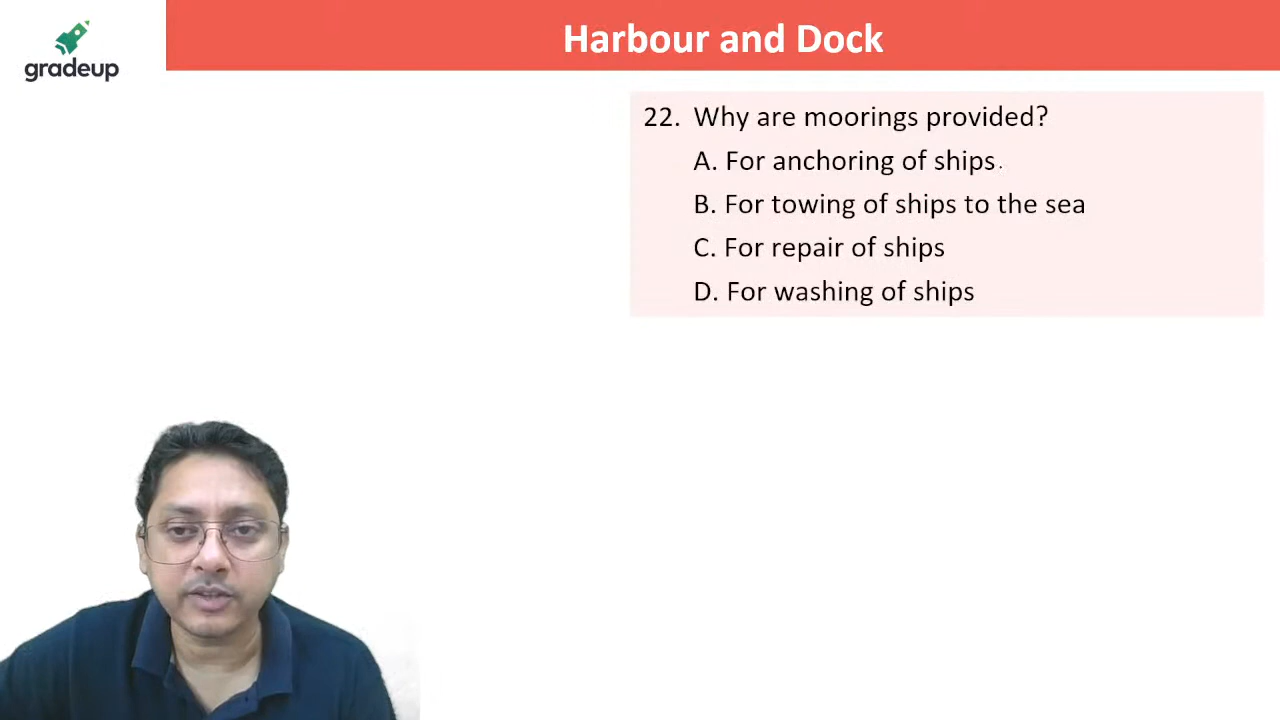 gradeup
Harbour and Dock
22. Why are moorings provided?
A. For anchoring of ships
B. For towing of ships to the sea
C. For repair of ships
D. For washing of ships